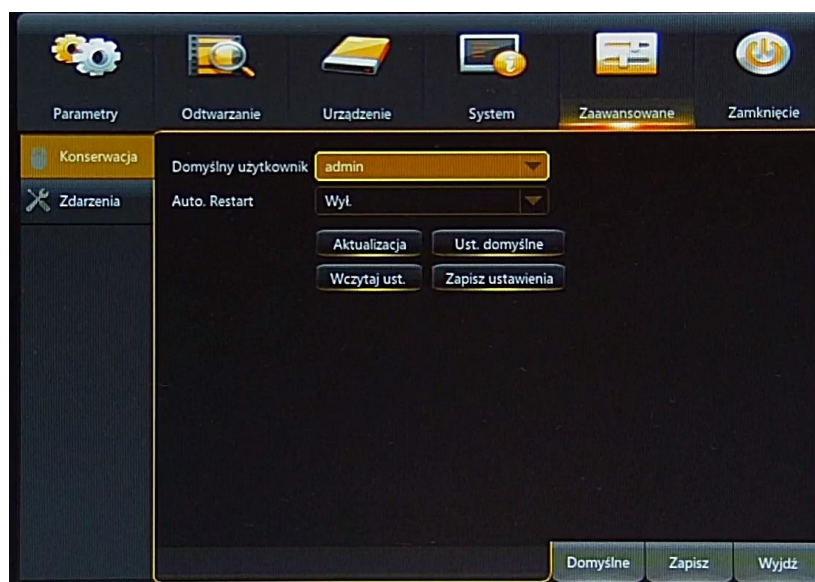 Parametry Odtwarzanie Urządzenie System Zaawansowane Zamknięcie
Konserwacja
Zdarzenia
Domyślny użytkownik admin
Auto. Restart Wył.
Aktualizacja Ust. domyślne
Wczytaj ust. Zapisz ustawienia
Domyślne Zapisz Wyjdź